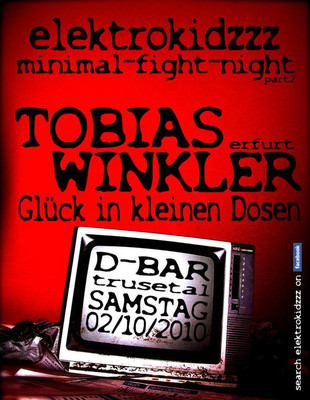 elektrokidzzz
minimal-fight-night
part2
TOBIAS
erfurt
WINKLER
Glück in kleinen Dosen
D-BAR
trusetal
SAMSTAG
02/10/2010
search elektrokidzzz on facebook